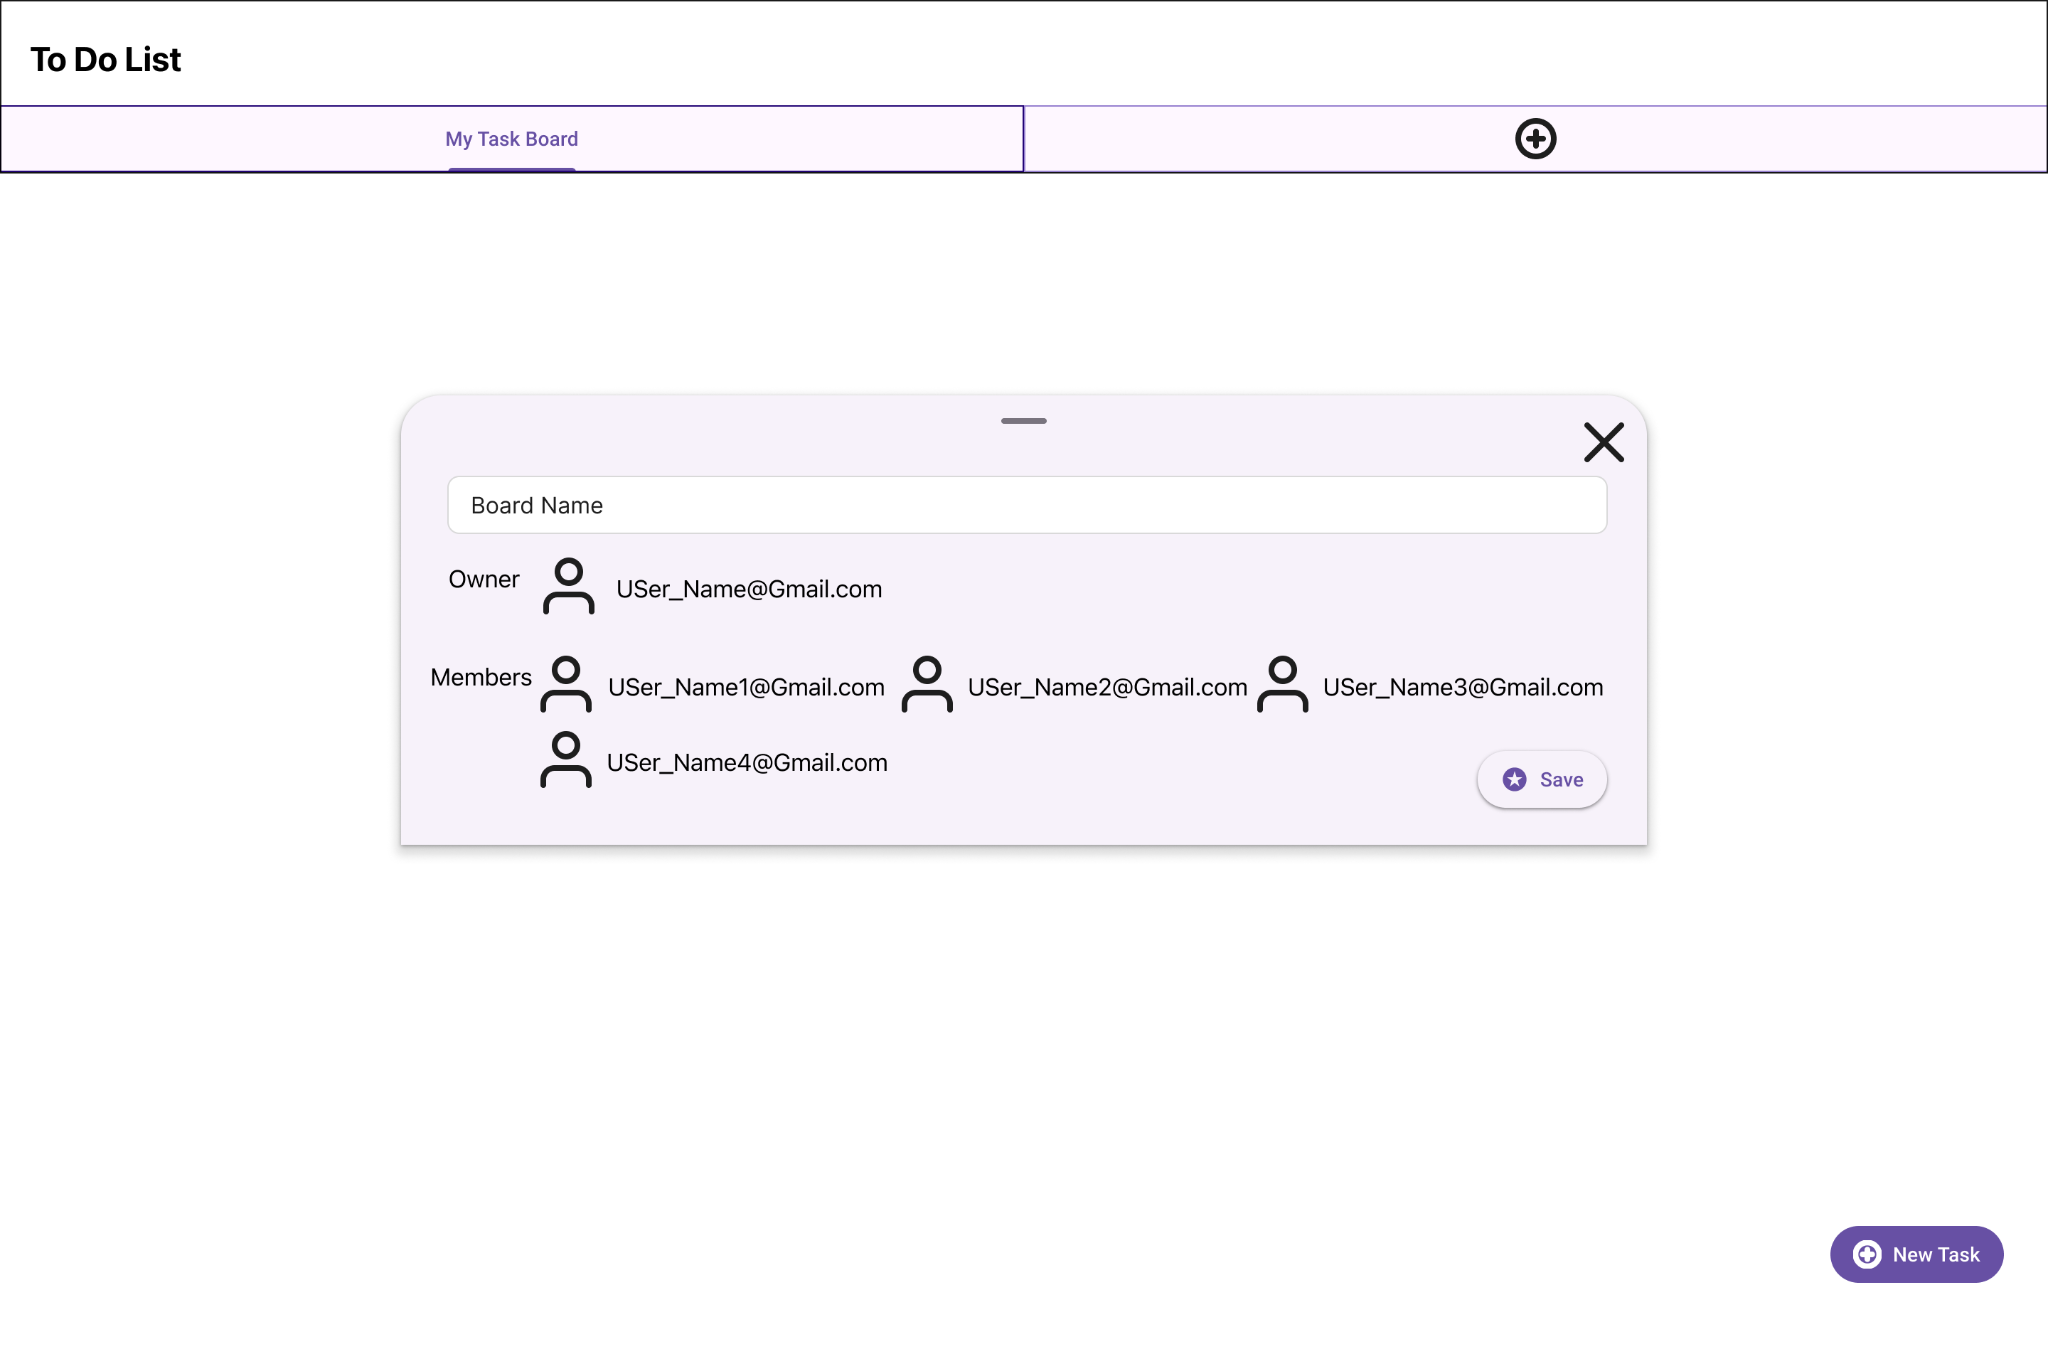 To Do List
My Task Board
Board Name
Owner USer_Name@Gmail.com
Members USer_Name1@Gmail.com USer_Name2@Gmail.com USer_Name3@Gmail.com
USer_Name4@Gmail.com
Save
New Task